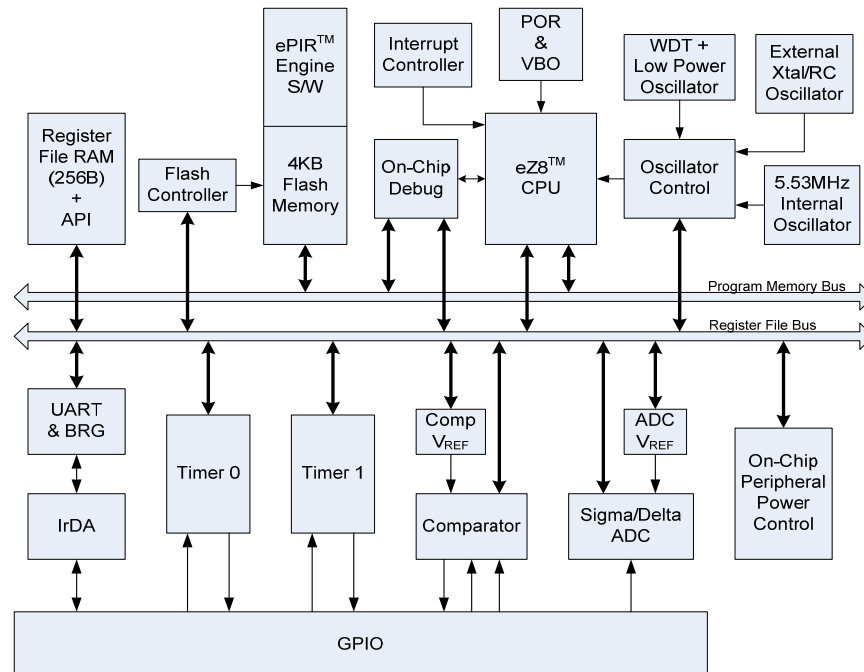 ePIR™
Engine
S/W
Interrupt
Controller
POR
&
VBO
WDT +
Low Power
Oscillator
External
Xtal/RC
Oscillator
Register
File RAM
(256B)
+
API
Flash
Controller
4KB
Flash
Memory
On-Chip
Debug
eZ8™
CPU
Oscillator
Control
5.53MHz
Internal
Oscillator
Program Memory Bus
Register File Bus
UART
& BRG
Timer 0
Timer 1
Comp
VREF
ADC
VREF
On-Chip
Peripheral
Power
Control
IrDA
Comparator
Sigma/Delta
ADC
GPIO